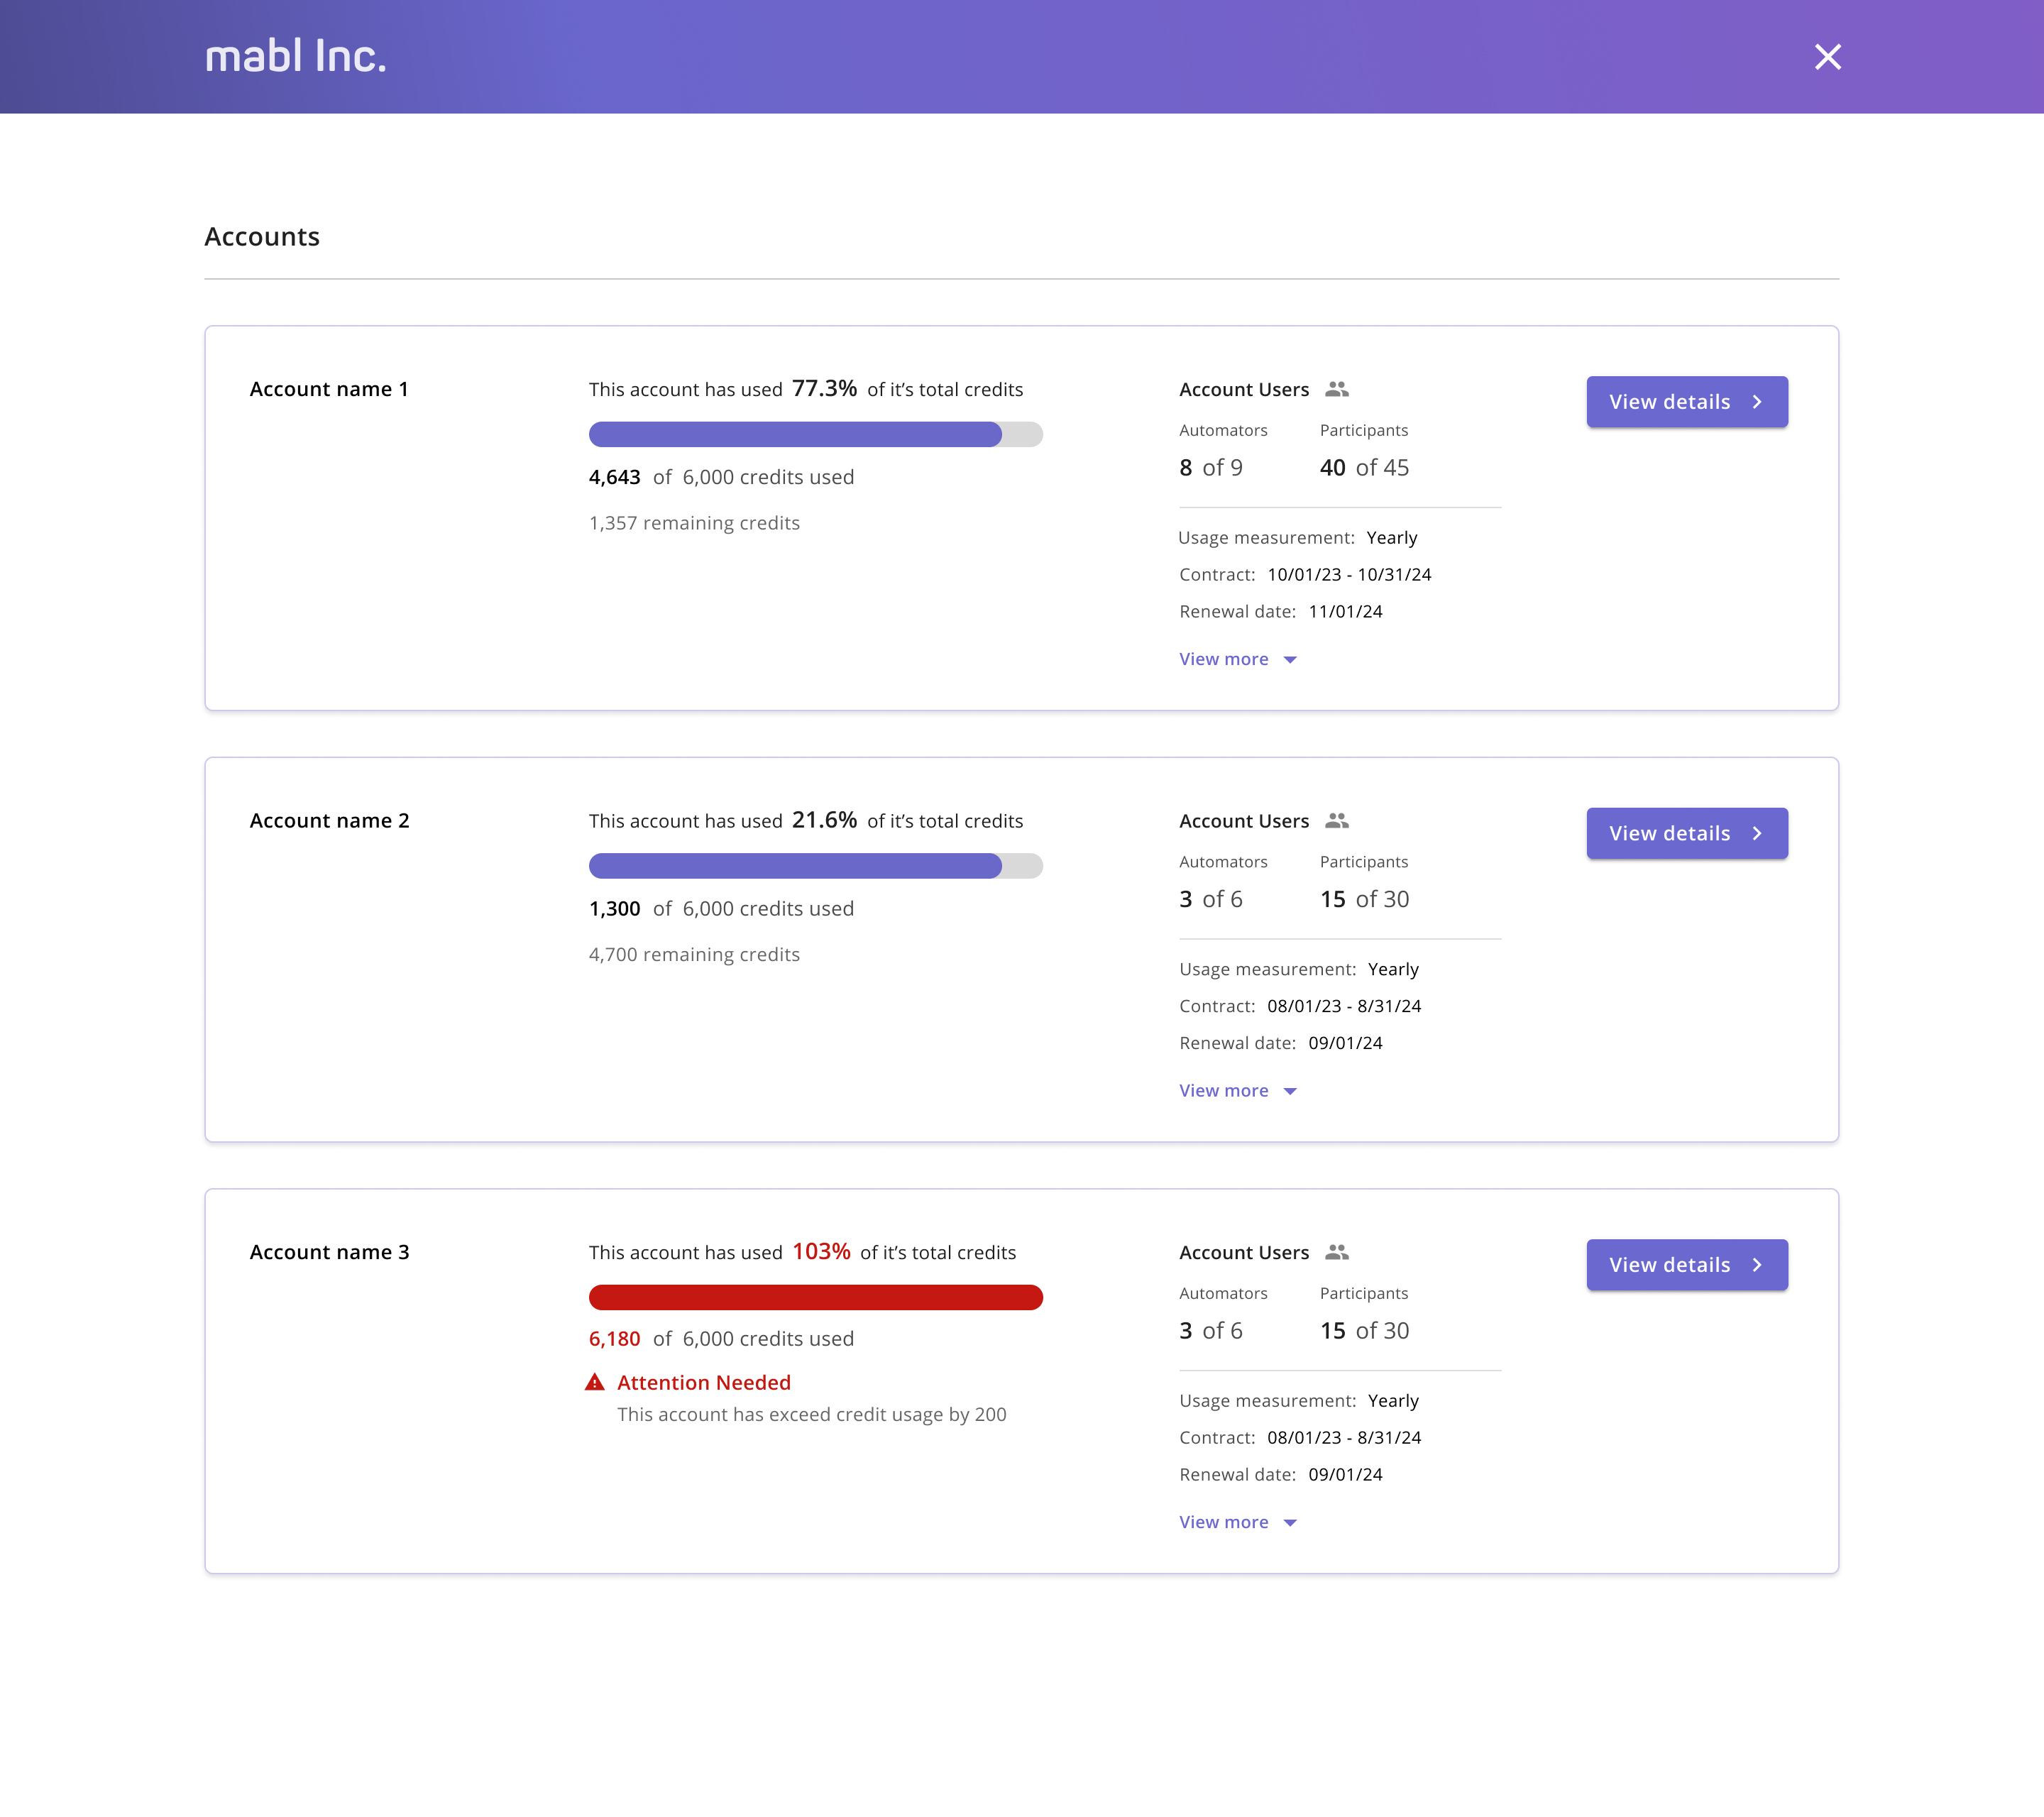 mabl Inc.
Accounts
Account name 1
This account has used 77.3% of it’s total credits
4,643 of 6,000 credits used
1,357 remaining credits
Account Users
Automators Participants
8 of 9 40 of 45
Usage measurement: Yearly
Contract: 10/01/23 - 10/31/24
Renewal date: 11/01/24
View more
View details
Account name 2
This account has used 21.6% of it’s total credits
1,300 of 6,000 credits used
4,700 remaining credits
Account Users
Automators Participants
3 of 6 15 of 30
Usage measurement: Yearly
Contract: 08/01/23 - 8/31/24
Renewal date: 09/01/24
View more
View details
Account name 3
This account has used 103% of it’s total credits
6,180 of 6,000 credits used
Attention Needed
This account has exceed credit usage by 200
Account Users
Automators Participants
3 of 6 15 of 30
Usage measurement: Yearly
Contract: 08/01/23 - 8/31/24
Renewal date: 09/01/24
View more
View details